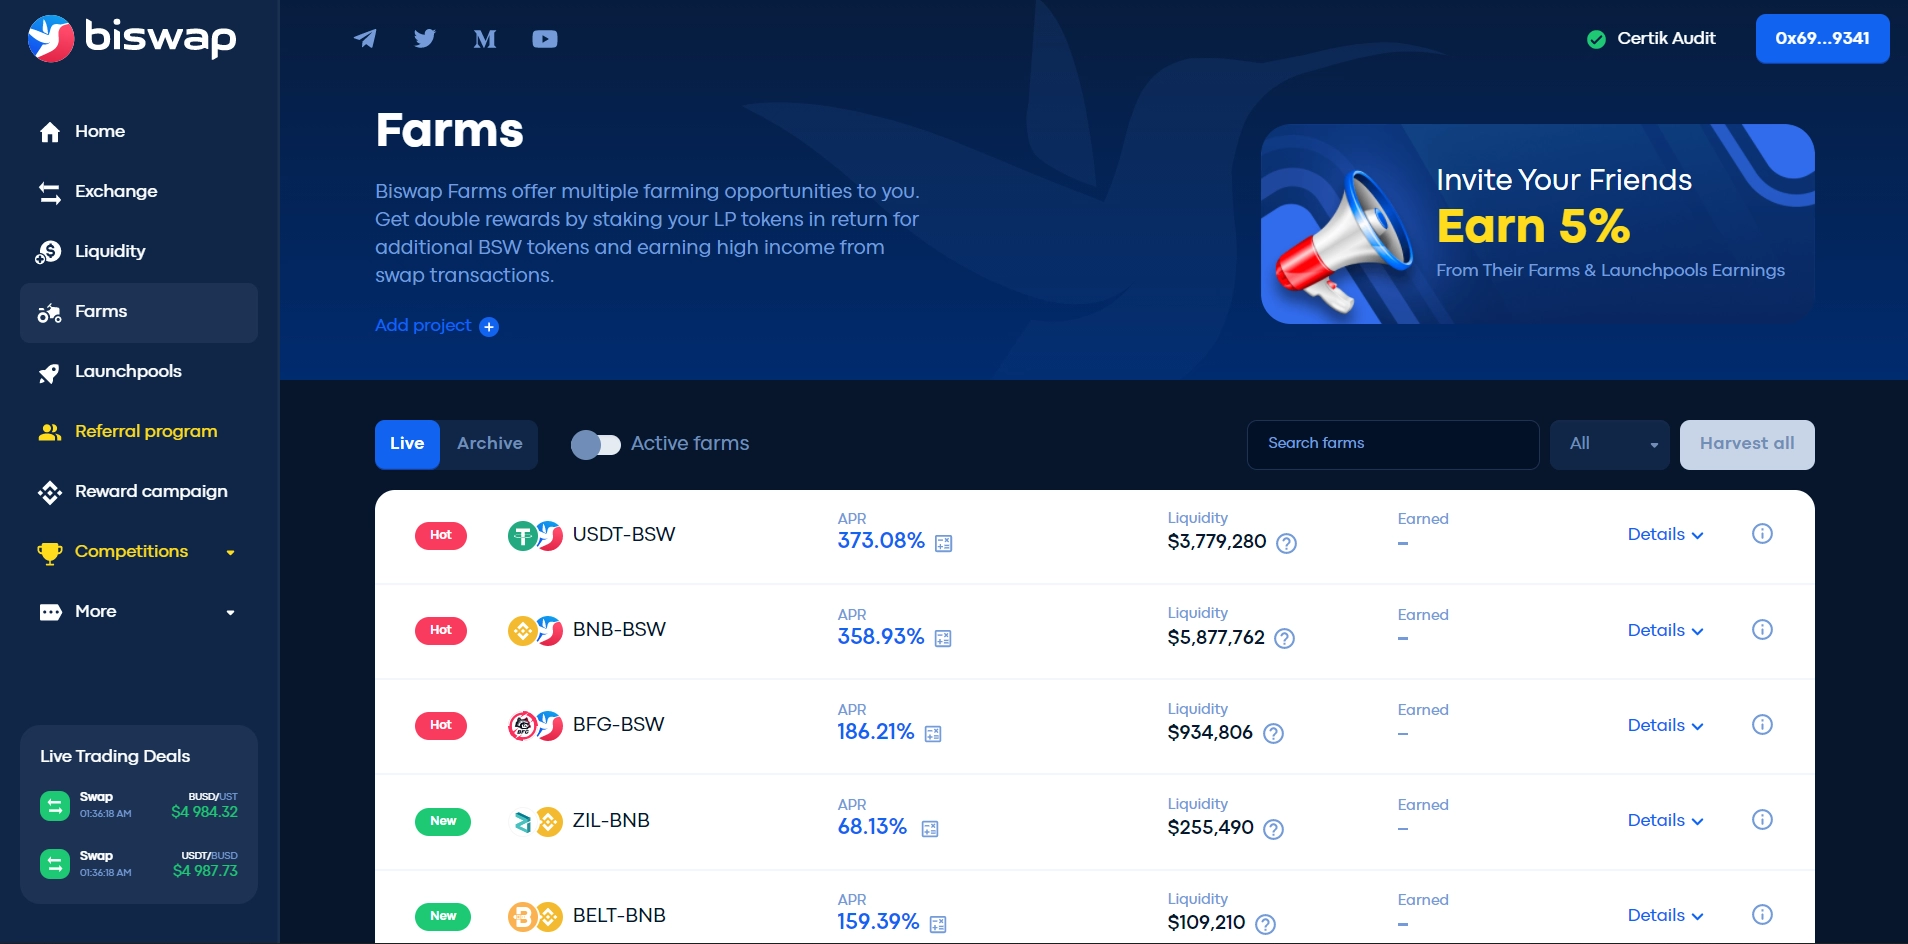 biswap
Certik Audit
0x69...9341
Home
Exchange
Liquidity
Farms
Launchpools
Referral program
Reward campaign
Competitions
More
Live Trading Deals
Swap
BUSD/UST
01:36:18 AM
$4 984.32
Swap
USDT/BUSD
01:36:18 AM
$4 987.73
Farms
Biswap Farms offer multiple farming opportunities to you.
Get double rewards by staking your LP tokens in return for
additional BSW tokens and earning high income from
swap transactions.
Add project
Invite Your Friends
Earn 5%
From Their Farms & Launchpools Earnings
Live
Archive
Active farms
Search farms
All
Harvest all
Hot
USDT-BSW
APR
373.08%
Liquidity
$3,779,280
Earned
–
Details
Hot
BNB-BSW
APR
358.93%
Liquidity
$5,877,762
Earned
–
Details
Hot
BFG
BFG-BSW
APR
186.21%
Liquidity
$934,806
Earned
–
Details
New
ZIL-BNB
APR
68.13%
Liquidity
$255,490
Earned
–
Details
New
BELT-BNB
APR
159.39%
Liquidity
$109,210
Earned
–
Details